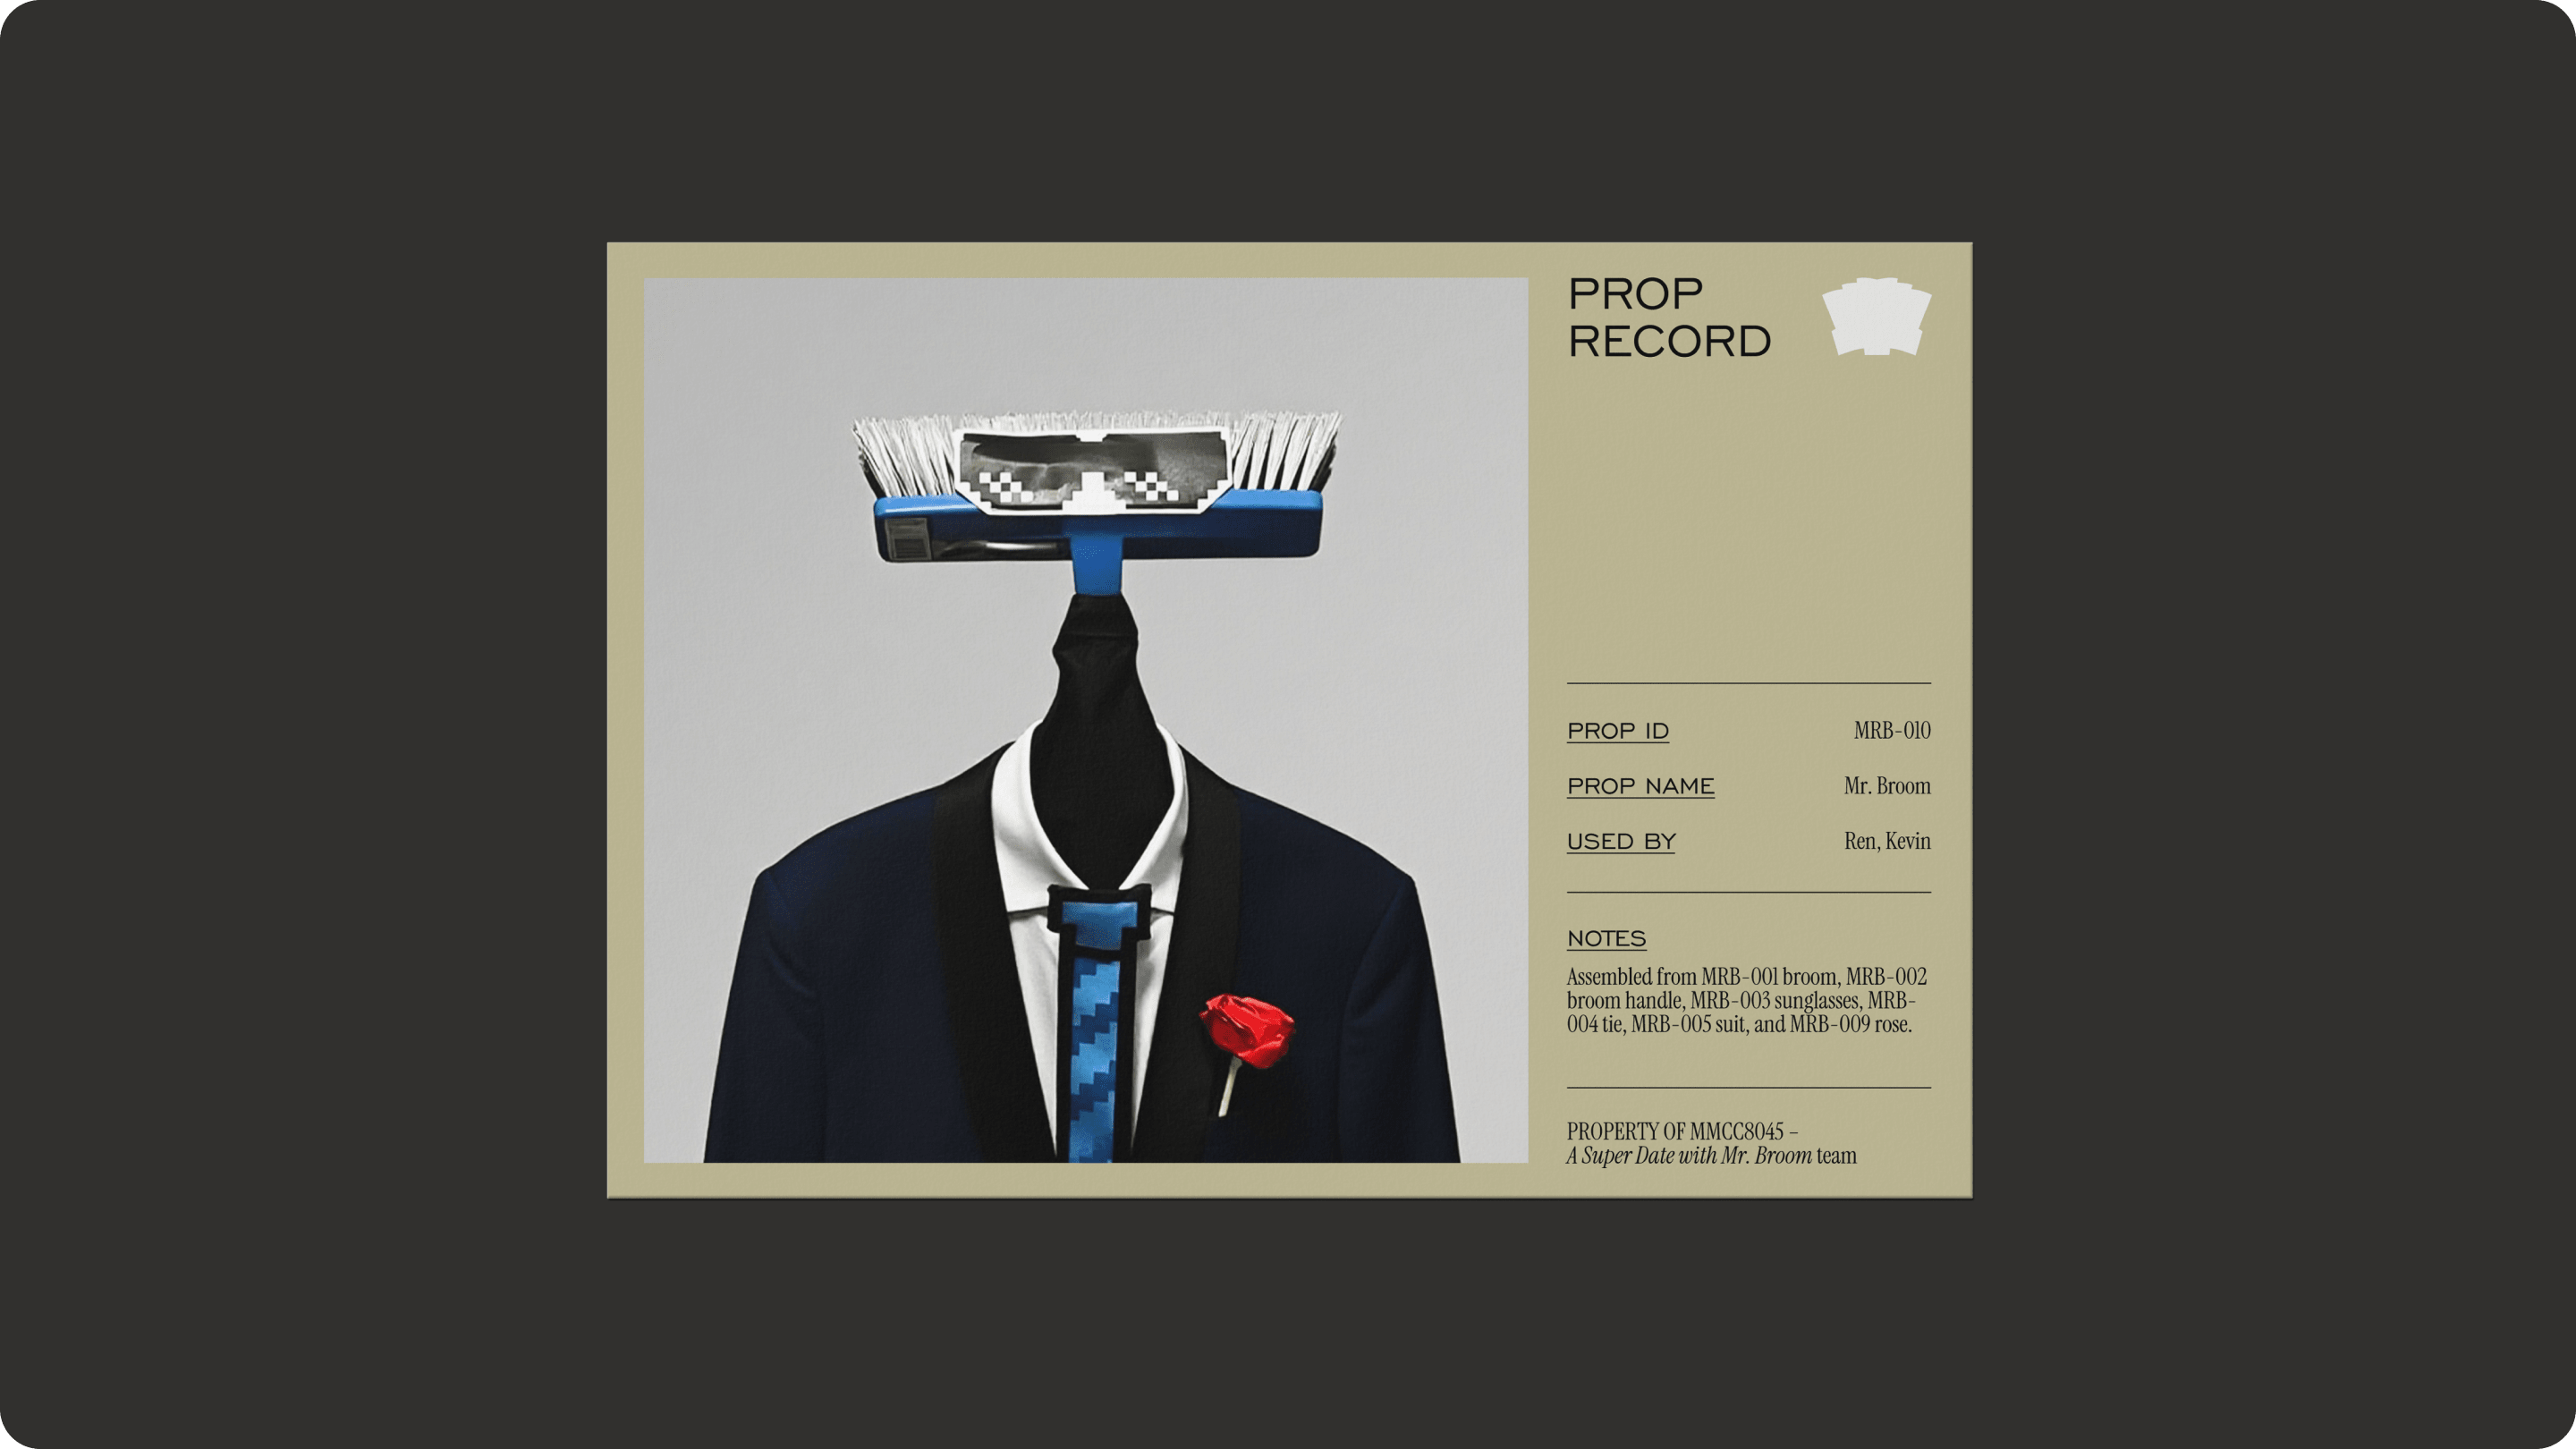 PROP
RECORD
PROP ID MRB-010
PROP NAME Mr. Broom
USED BY Ren, Kevin
NOTES
Assembled from MRB-001 broom, MRB-002
broom handle, MRB-003 sunglasses, MRB-
004 tie, MRB-005 suit, and MRB-009 rose.
PROPERTY OF MMCC8045 –
A Super Date with Mr. Broom team